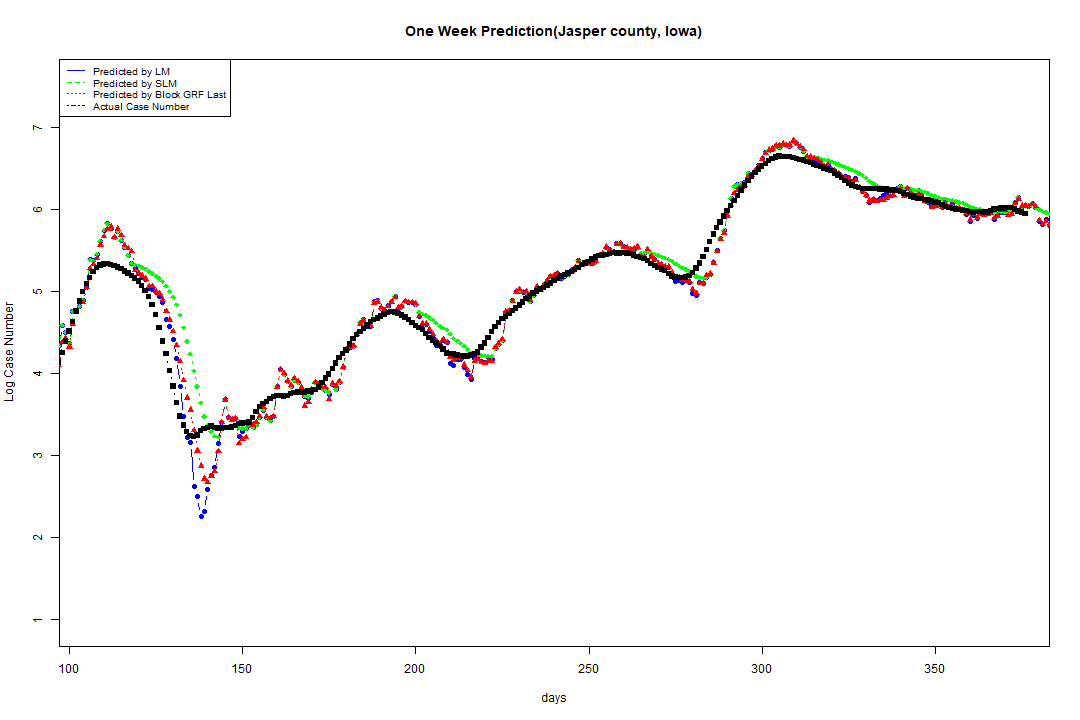 One Week Prediction(Jasper county, Iowa)
Predicted by LM
Predicted by SLM
Predicted by Block GRF Last
Actual Case Number
Log Case Number
7
6
5
4
3
2
1
100 150 200 250 300 350
days